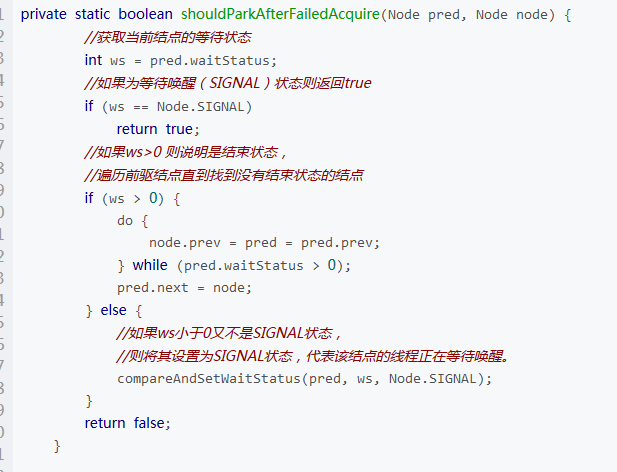 private static boolean shouldParkAfterFailedAcquire(Node pred, Node node) {
//获取当前结点的等待状态
int ws = pred.waitStatus;
//如果为等待唤醒（SIGNAL）状态则返回true
if (ws == Node.SIGNAL)
return true;
//如果ws>0 则说明是结束状态，
//遍历前驱结点直到找到没有结束状态的结点
if (ws > 0) {
do {
node.prev = pred = pred.prev;
} while (pred.waitStatus > 0);
pred.next = node;
} else {
//如果ws小于0又不是SIGNAL状态，
//则将其设置为SIGNAL状态，代表该结点的线程正在等待唤醒。
compareAndSetWaitStatus(pred, ws, Node.SIGNAL);
}
return false;
}